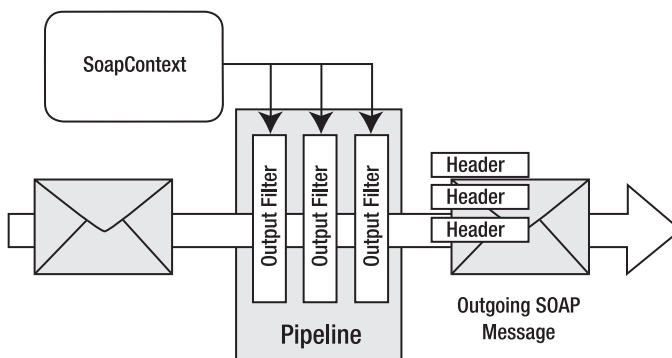 SoapContext
Output Filter
Output Filter
Output Filter
Header
Header
Header
Pipeline
Outgoing SOAP
Message